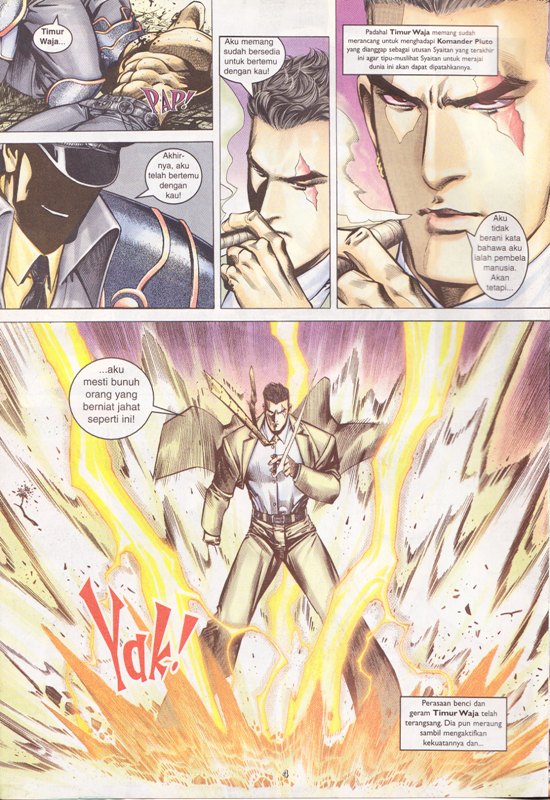 Timur
Waja...
PAP!
Akhir-
nya, aku
telah bertemu
dengan
kau!
Aku memang
sudah bersedia
untuk bertemu
dengan kau!
Padahal Timur Waja memang sudah
merancang untuk menghadapi Komander Pluto
yang dianggap sebagai utusan Syaitan yang terakhir
ini agar tipu-muslihat Syaitan untuk merajai
dunia ini akan dapat dipatahkannya.
Aku
tidak
berani kata
bahawa aku
ialah pembela
manusia.
Akan
tetapi...
...aku
mesti bunuh
orang yang
berniat jahat
seperti ini!
Yak!
Perasaan benci dan
geram Timur Waja telah
terangsang. Dia pun meraung
sambil mengaktifkan
kekuatannya dan...
4